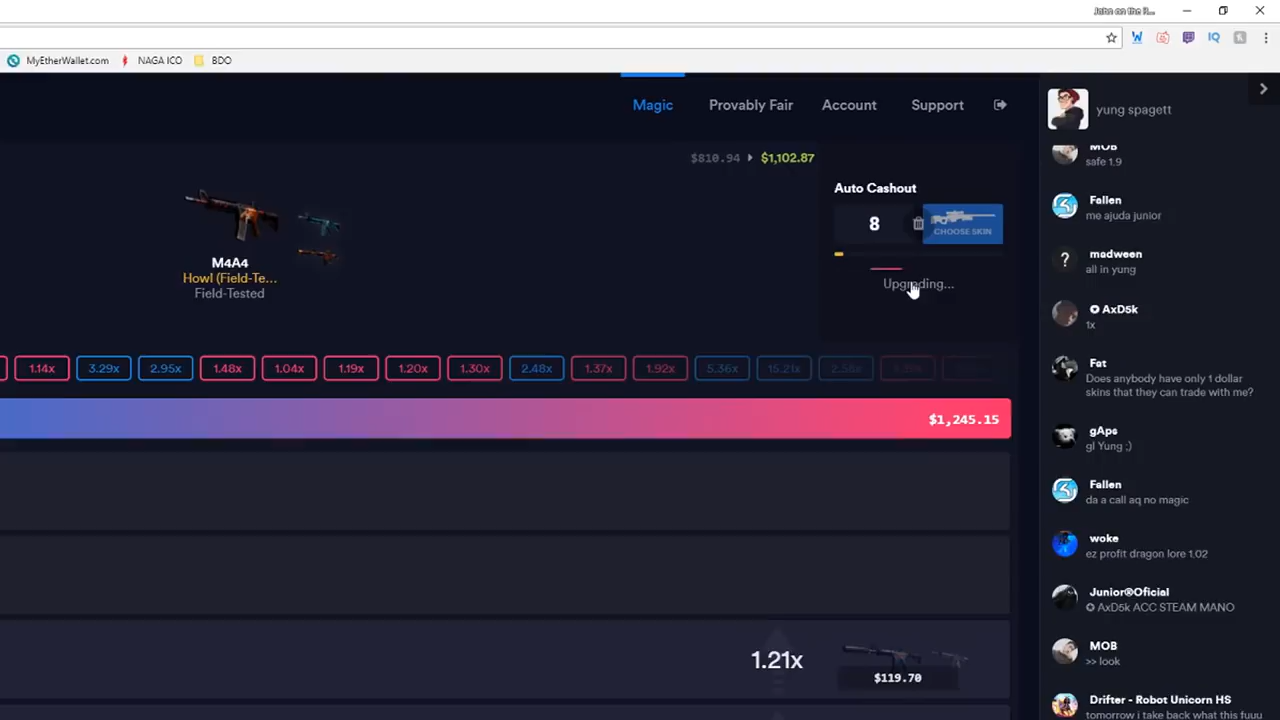 MyEtherWallet.com NAGA ICO BDO
Magic Provably Fair Account Support
yung spagett
MOB
safe 1.9
$810.94 $1,102.87
Auto Cashout
8 CHOOSE SKIN
Upgrading...
M4A4
Howl (Field-Te...
Field-Tested
Fallen
me ajuda junior
? madween
all in yung
AxD5k
1x
1.14x 3.29x 2.95x 1.48x 1.04x 1.19x 1.20x 1.30x 2.48x 1.37x 1.92x 5.36x 15.21x
Fat
Does anybody have only 1 dollar
skins that they can trade with me?
$1,245.15
gAps
gl Yung ;)
Fallen
da a call aq no magic
woke
ez profit dragon lore 1.02
Junior®Oficial
AxD5k ACC STEAM MANO
1.21x
$119.70
MOB
>> look
Drifter - Robot Unicorn HS
tomorrow i take back what this fuuu